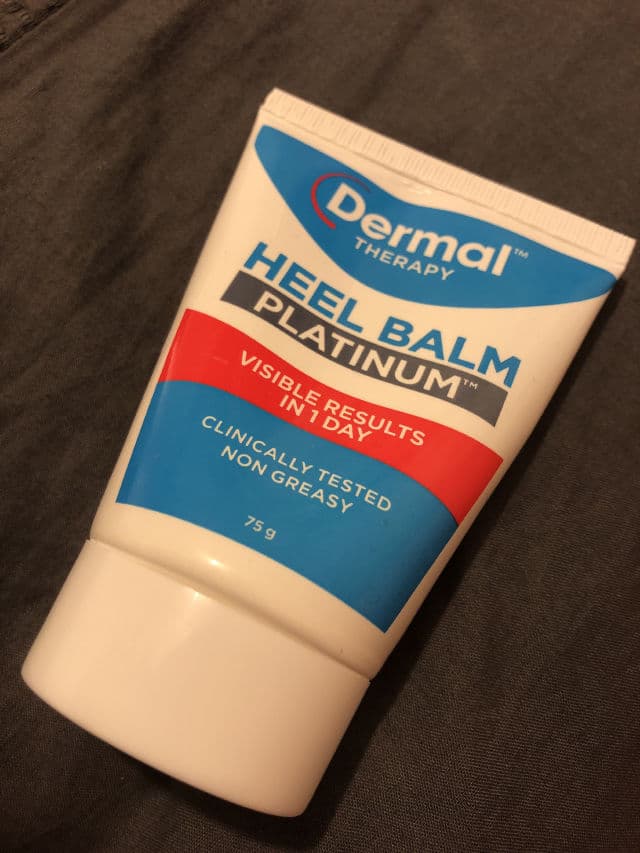 Dermal™
THERAPY
HEEL BALM
PLATINUM™
VISIBLE RESULTS
IN 1 DAY
CLINICALLY TESTED
NON GREASY
75 g